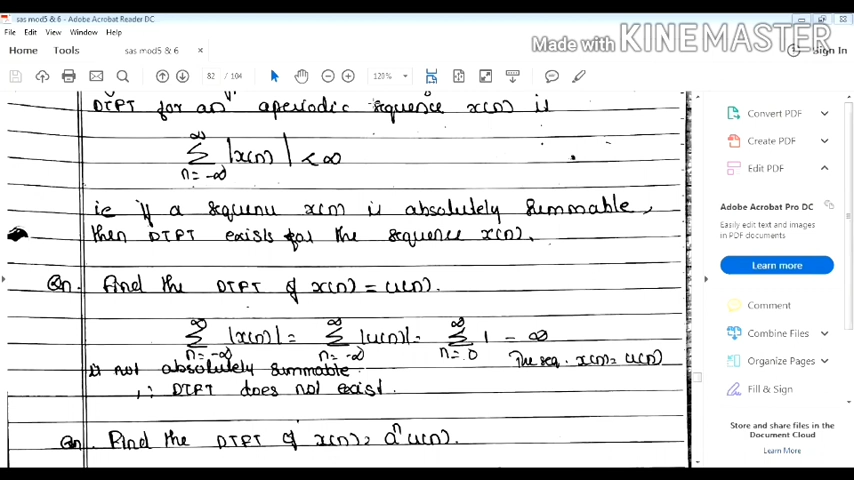 sas mod5 & 6 - Adobe Acrobat Reader DC
File Edit View Window Help
Home Tools sas mod5 & 6 × Sign In
Made with KINEMASTER
82 / 104 120%
DTFT for an aperiodic sequence x(n) is
∞ Σ n=-∞ |x(n)| < ∞
ie if a sequence x(n) is absolutely summable,
then DTFT exists for the sequence x(n).
Qn. Find the DTFT of x(n) = u(n).
∞ Σ n=-∞ |x(n)| = ∞ Σ n=-∞ |u(n)| = ∞ Σ n=0 1 = ∞ The seq. x(n)= u(n)
is not absolutely summable
∴ DTFT does not exist.
Qn. Find the DTFT of x(n)= aⁿ u(n).
Convert PDF
Create PDF
Edit PDF
Adobe Acrobat Pro DC
Easily edit text and images
in PDF documents
Learn more
Comment
Combine Files
Organize Pages
Fill & Sign
Store and share files in the
Document Cloud
Learn More